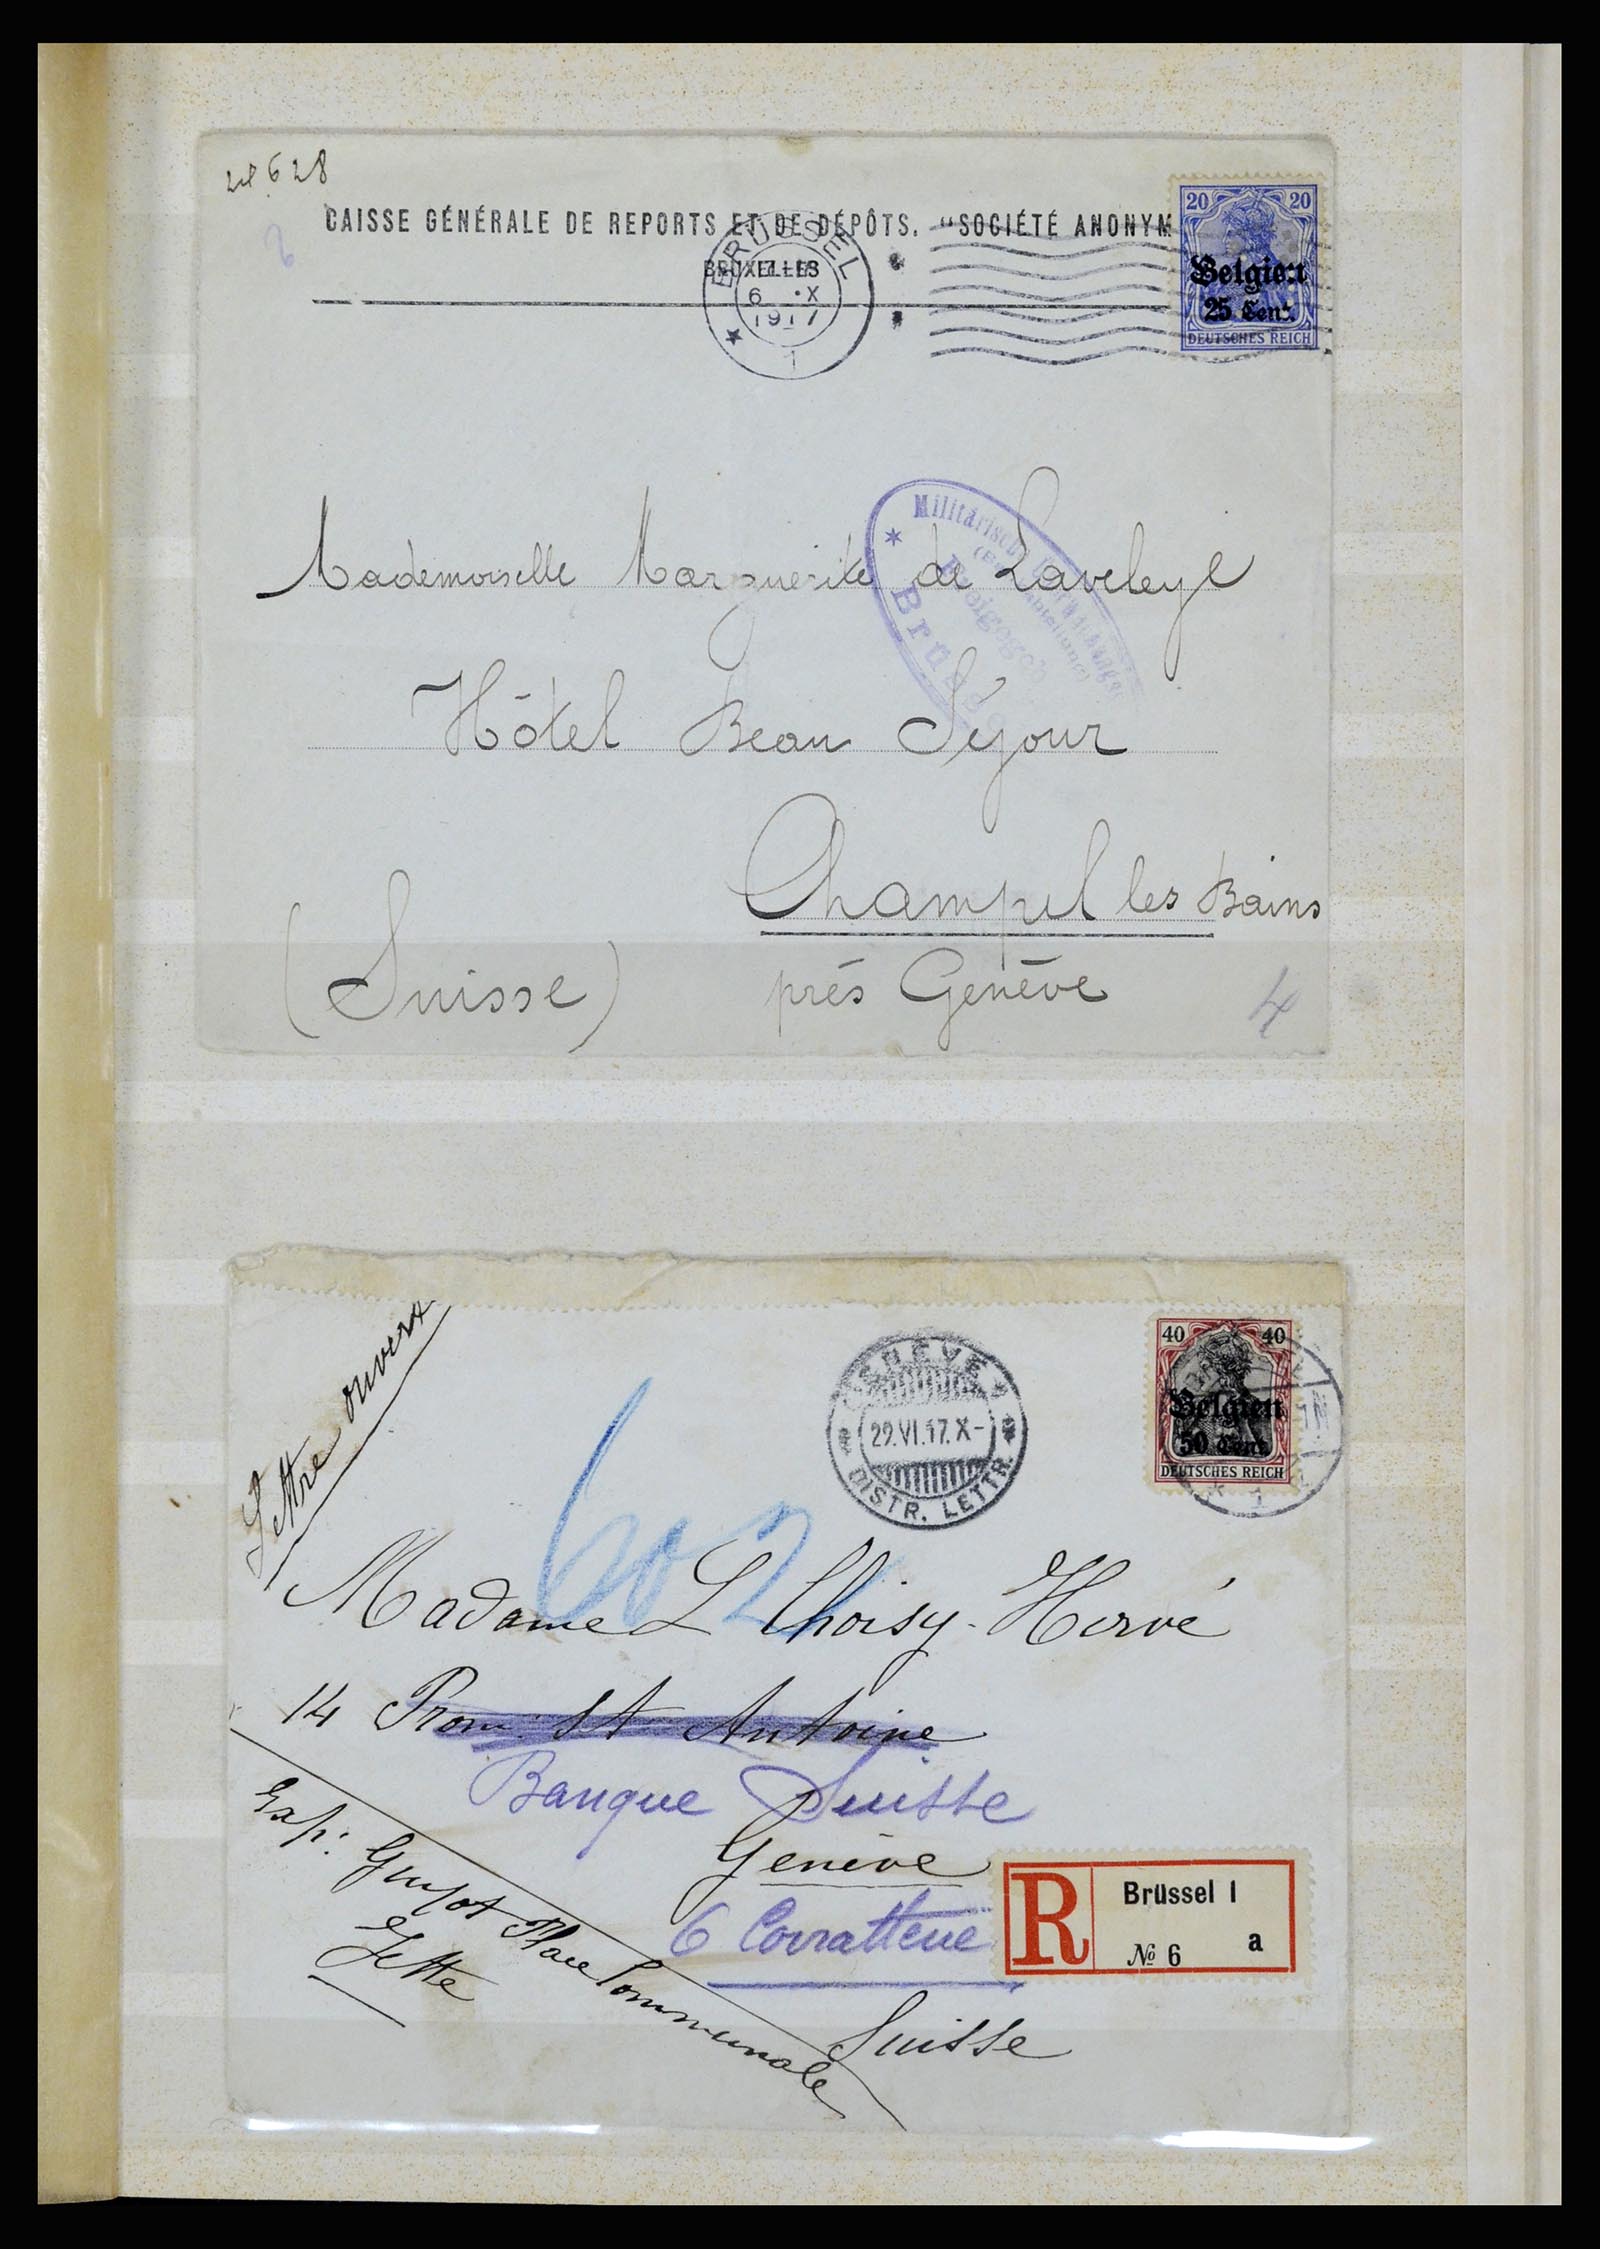 628
CAISSE GÉNÉRALE DE REPORTS ET DE DÉPÔTS. "SOCIÉTÉ ANONYM
BRUXELLES
BRÜSSEL
6 X
1917
1
20 20
Belgien
25 Cent.
DEUTSCHES REICH
Militärische
Mademoiselle Marguerite de Laveleye
Hôtel Beau Séjour
Champel les Bains
(Suisse) près Genève
4
Lettre ouverte
GENÈVE
29.VI.17.X-
DISTR. LETTR.
40 40
Belgien
50 Cent.
DEUTSCHES REICH
602
Madame L Choisy-Hervé
14 Prom. St Antoine
Banque Suisse
Genève
6 Corraterie
Suisse
R
Brüssel 1
№ 6 a
Exp: Guyot Place Communale
Jette